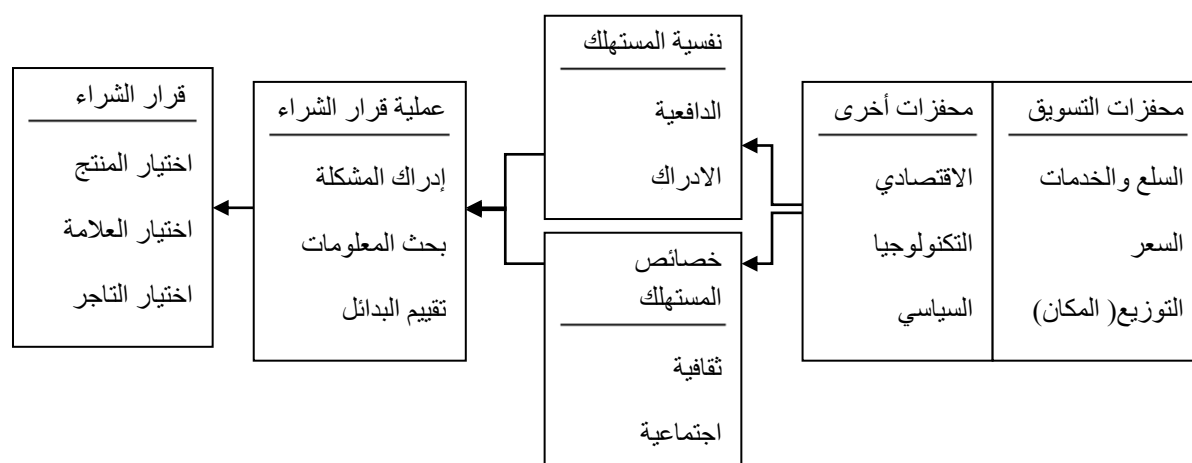 محفزات التسويق
السلع والخدمات
السعر
التوزيع( المكان)
محفزات أخرى
الاقتصادي
التكنولوجيا
السياسي
نفسية المستهلك
الدافعية
الادراك
خصائص
المستهلك
ثقافية
اجتماعية
عملية قرار الشراء
إدراك المشكلة
بحث المعلومات
تقييم البدائل
قرار الشراء
اختيار المنتج
اختيار العلامة
اختيار التاجر